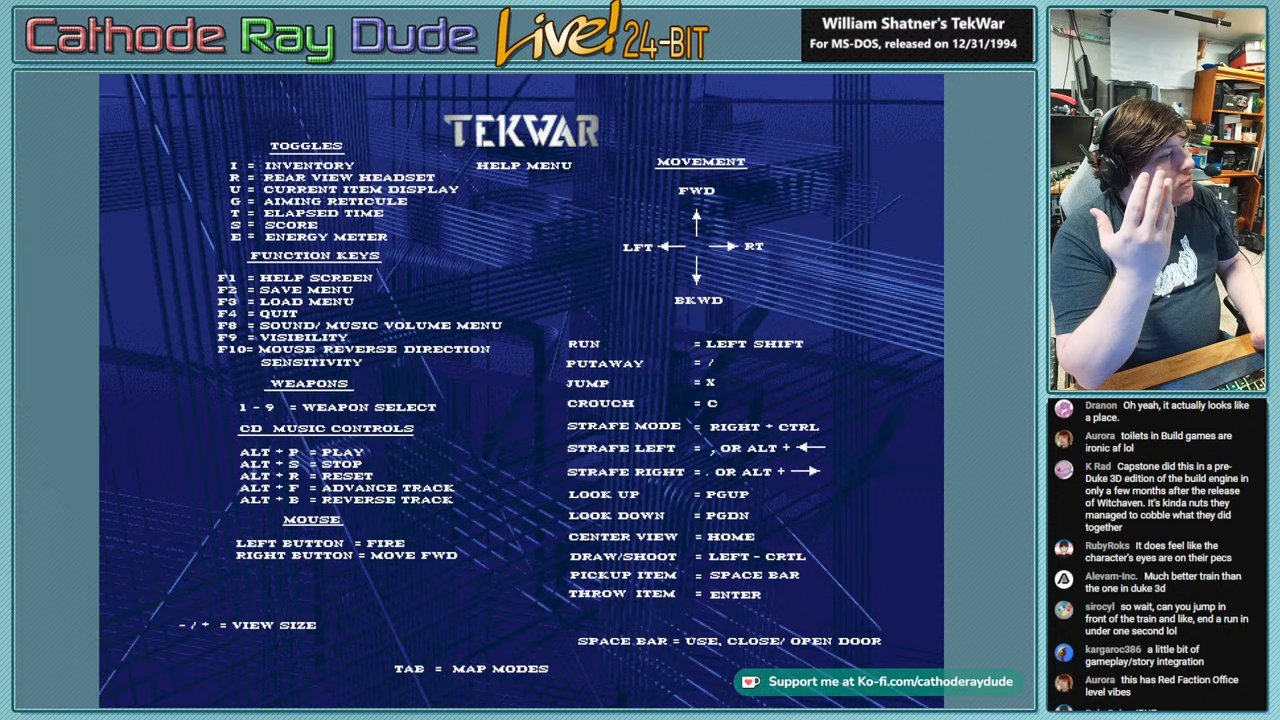 Cathode Ray Dude Live! 24-BIT
William Shatner's TekWar
For MS-DOS, released on 12/31/1994
TEKWAR
HELP MENU
TOGGLES
I = INVENTORY
R = REAR VIEW HEADSET
U = CURRENT ITEM DISPLAY
G = AIMING RETICULE
T = ELAPSED TIME
S = SCORE
E = ENERGY METER
FUNCTION KEYS
F1 = HELP SCREEN
F2 = SAVE MENU
F3 = LOAD MENU
F4 = QUIT
F8 = SOUND/ MUSIC VOLUME MENU
F9 = VISIBILITY
F10= MOUSE REVERSE DIRECTION
SENSITIVITY
WEAPONS
1 - 9 = WEAPON SELECT
CD MUSIC CONTROLS
ALT + P = PLAY
ALT + S = STOP
ALT + R = RESET
ALT + F = ADVANCE TRACK
ALT + B = REVERSE TRACK
MOUSE
LEFT BUTTON = FIRE
RIGHT BUTTON = MOVE FWD
- / + = VIEW SIZE
MOVEMENT
FWD
LFT ← → RT
BKWD
RUN = LEFT SHIFT
PUTAWAY = /
JUMP = X
CROUCH = C
STRAFE MODE = RIGHT + CTRL
STRAFE LEFT = , OR ALT + ←
STRAFE RIGHT = . OR ALT + →
LOOK UP = PGUP
LOOK DOWN = PGDN
CENTER VIEW = HOME
DRAW/SHOOT = LEFT - CRTL
PICKUP ITEM = SPACE BAR
THROW ITEM = ENTER
SPACE BAR = USE, CLOSE/ OPEN DOOR
TAB = MAP MODES
Support me at Ko-fi.com/cathoderaydude
Dranon Oh yeah, it actually looks like
a place.
Aurora toilets in Build games are
ironic af lol
K Rad Capstone did this in a pre-
Duke 3D edition of the build engine in
only a few months after the release
of Witchaven. It's kinda nuts they
managed to cobble what they did
together
RubyRoks It does feel like the
character's eyes are on their pecs
Alevam-Inc. Much better train than
the one in duke 3d
sirocyl so wait, can you jump in
front of the train and like, end a run in
under one second lol
kargaroc386 a little bit of
gameplay/story integration
Aurora this has Red Faction Office
level vibes